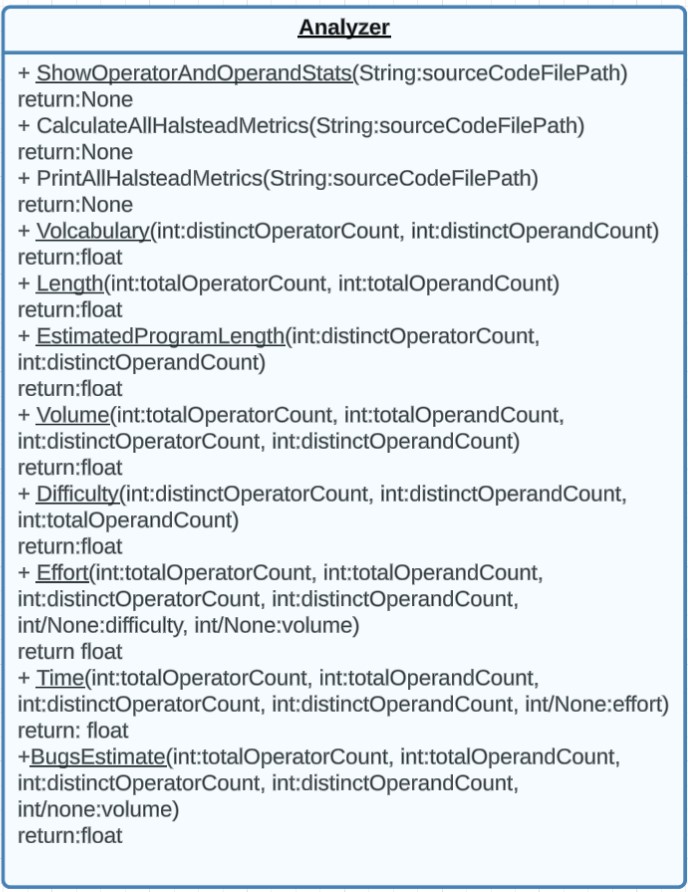 Analyzer
+ ShowOperatorAndOperandStats(String:sourceCodeFilePath)
return:None
+ CalculateAllHalsteadMetrics(String:sourceCodeFilePath)
return:None
+ PrintAllHalsteadMetrics(String:sourceCodeFilePath)
return:None
+ Volcabulary(int:distinctOperatorCount, int:distinctOperandCount)
return:float
+ Length(int:totalOperatorCount, int:totalOperandCount)
return:float
+ EstimatedProgramLength(int:distinctOperatorCount,
int:distinctOperandCount)
return:float
+ Volume(int:totalOperatorCount, int:totalOperandCount,
int:distinctOperatorCount, int:distinctOperandCount)
return:float
+ Difficulty(int:distinctOperatorCount, int:distinctOperandCount,
int:totalOperandCount)
return:float
+ Effort(int:totalOperatorCount, int:totalOperandCount,
int:distinctOperatorCount, int:distinctOperandCount,
int/None:difficulty, int/None:volume)
return float
+ Time(int:totalOperatorCount, int:totalOperandCount,
int:distinctOperatorCount, int:distinctOperandCount, int/None:effort)
return: float
+BugsEstimate(int:totalOperatorCount, int:totalOperandCount,
int:distinctOperatorCount, int:distinctOperandCount,
int/none:volume)
return:float